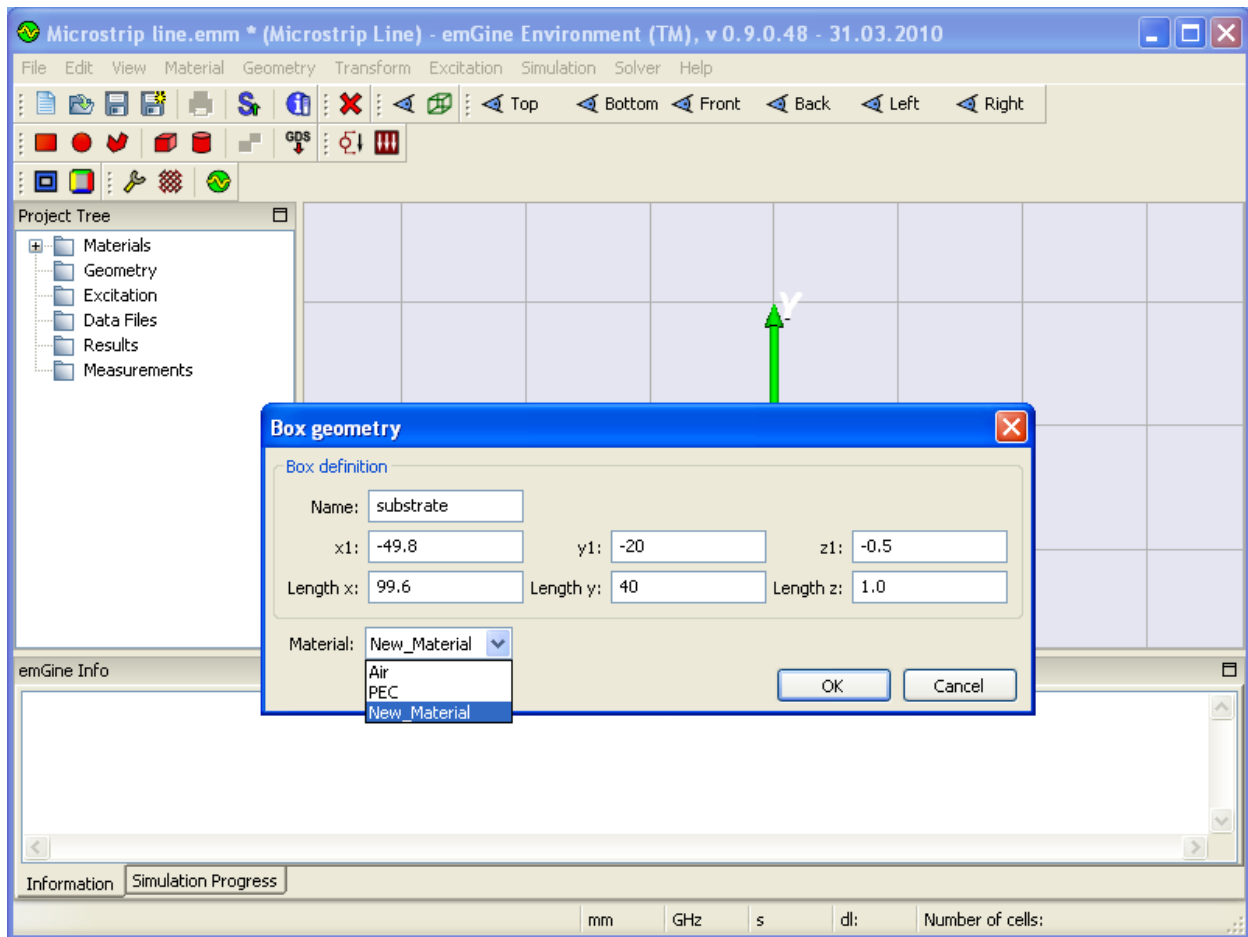 Microstrip line.emm * (Microstrip Line) - emGine Environment (TM), v 0.9.0.48 - 31.03.2010
File Edit View Material Geometry Transform Excitation Simulation Solver Help
Top Bottom Front Back Left Right
GDS
Project Tree
Materials
Geometry
Excitation
Data Files
Results
Measurements
Y
Box geometry
Box definition
Name: substrate
x1: -49.8 y1: -20 z1: -0.5
Length x: 99.6 Length y: 40 Length z: 1.0
Material: New_Material
Air
PEC
New_Material
OK Cancel
emGine Info
Information Simulation Progress
mm GHz s dl: Number of cells: